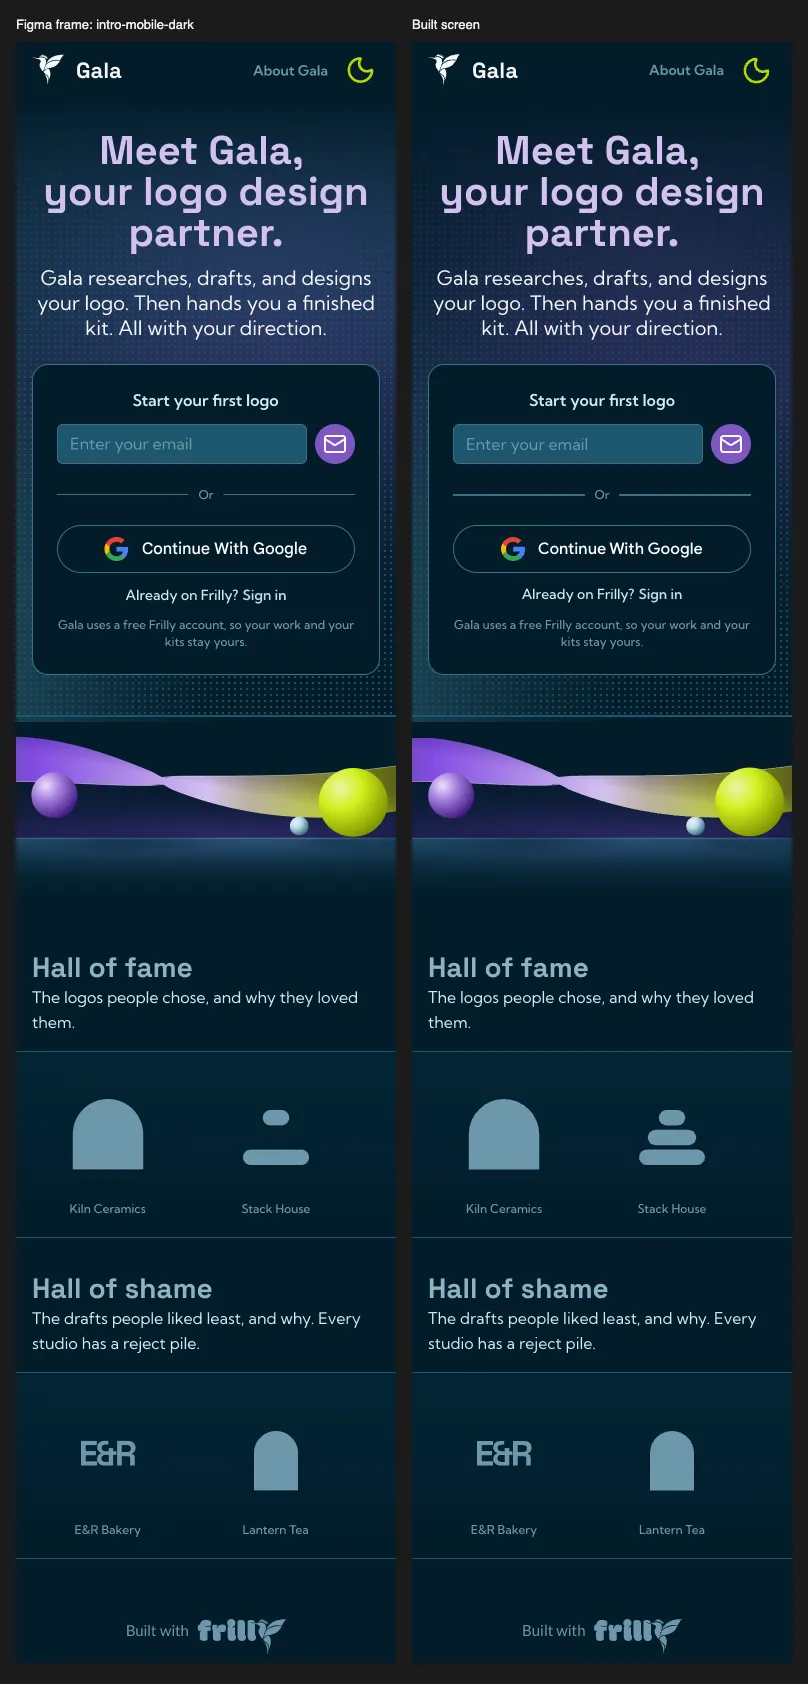 Figma frame: intro-mobile-dark
Gala
About Gala
Meet Gala,
your logo design
partner.
Gala researches, drafts, and designs
your logo. Then hands you a finished
kit. All with your direction.
Start your first logo
Enter your email
Or
Continue With Google
Already on Frilly? Sign in
Gala uses a free Frilly account, so your work and your
kits stay yours.
Hall of fame
The logos people chose, and why they loved
them.
Kiln Ceramics
Stack House
Hall of shame
The drafts people liked least, and why. Every
studio has a reject pile.
E&R
E&R Bakery
Lantern Tea
Built with frilly
Built screen
Gala
About Gala
Meet Gala,
your logo design
partner.
Gala researches, drafts, and designs
your logo. Then hands you a finished
kit. All with your direction.
Start your first logo
Enter your email
Or
Continue With Google
Already on Frilly? Sign in
Gala uses a free Frilly account, so your work and your
kits stay yours.
Hall of fame
The logos people chose, and why they loved
them.
Kiln Ceramics
Stack House
Hall of shame
The drafts people liked least, and why. Every
studio has a reject pile.
E&R
E&R Bakery
Lantern Tea
Built with frilly